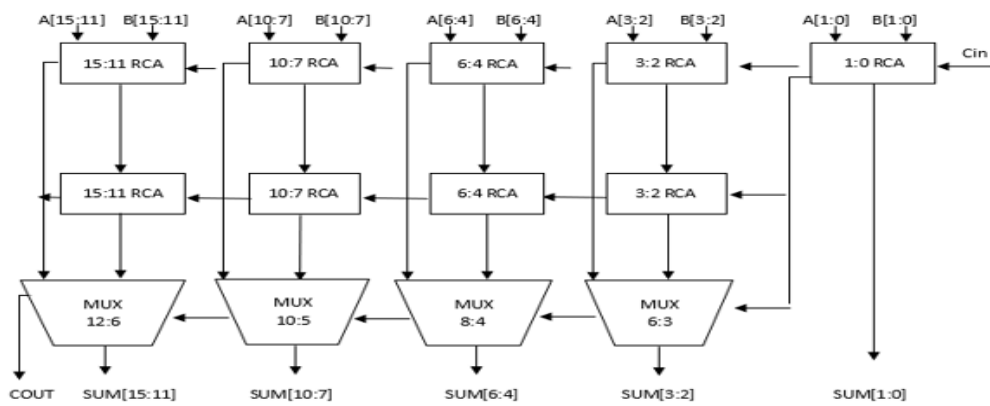 A[15:11] B[15:11] A[10:7] B[10:7] A[6:4] B[6:4] A[3:2] B[3:2] A[1:0] B[1:0]
15:11 RCA 10:7 RCA 6:4 RCA 3:2 RCA 1:0 RCA Cin
15:11 RCA 10:7 RCA 6:4 RCA 3:2 RCA
MUX MUX MUX MUX
12:6 10:5 8:4 6:3
COUT SUM[15:11] SUM[10:7] SUM[6:4] SUM[3:2] SUM[1:0]